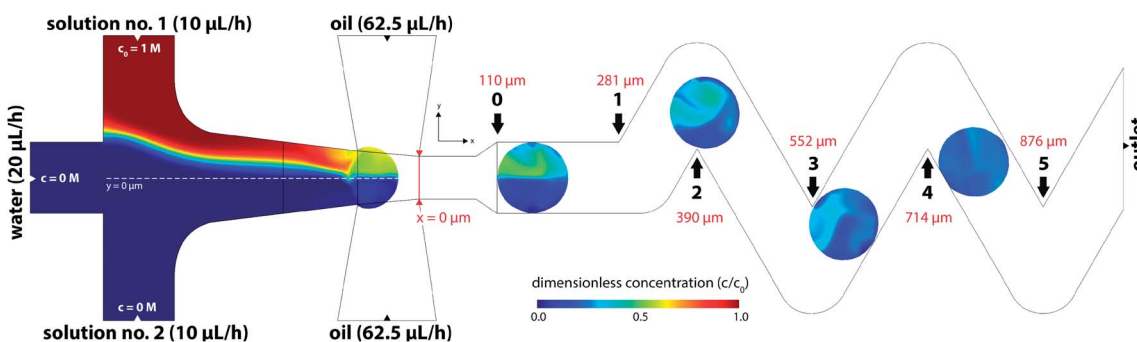 solution no. 1 (10 µL/h)
oil (62.5 µL/h)
c₀ = 1 M
110 µm
0
281 µm
1
y
x
water (20 µL/h)
c = 0 M
y = 0 µm
x = 0 µm
2
390 µm
552 µm
3
4
714 µm
876 µm
5
outlet
dimensionless concentration (c/c₀)
0.0
0.5
1.0
c = 0 M
solution no. 2 (10 µL/h)
oil (62.5 µL/h)